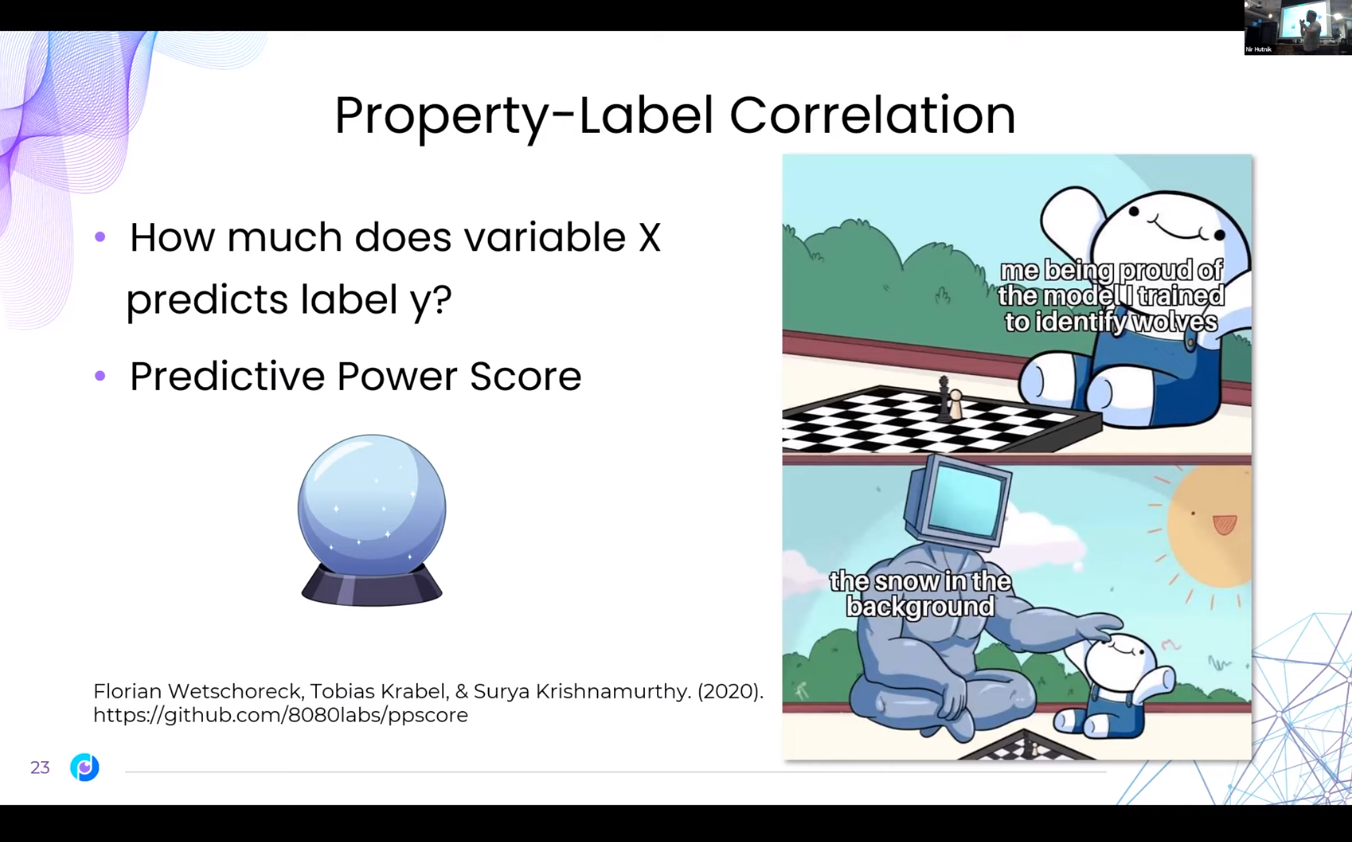 Nir Hutnik
Property-Label Correlation
• How much does variable X
predicts label y?
• Predictive Power Score
me being proud of
the model I trained
to identify wolves
the snow in the
background
Florian Wetschoreck, Tobias Krabel, & Surya Krishnamurthy. (2020).
https://github.com/8080labs/ppscore
23